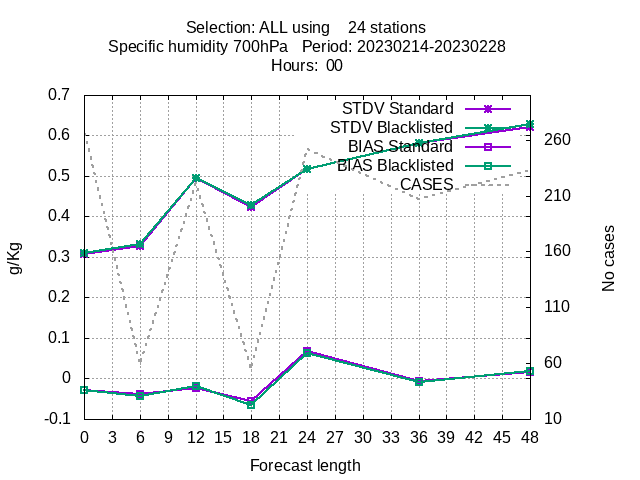 Selection: ALL using 24 stations
Specific humidity 700hPa Period: 20230214-20230228
Hours: 00
0.7
0.6
0.5
0.4
0.3
0.2
0.1
0
-0.1
g/Kg
STDV Standard
STDV Blacklisted
BIAS Standard
BIAS Blacklisted
CASES
260
210
160
110
60
10
No cases
0 3 6 9 12 15 18 21 24 27 30 33 36 39 42 45 48
Forecast length